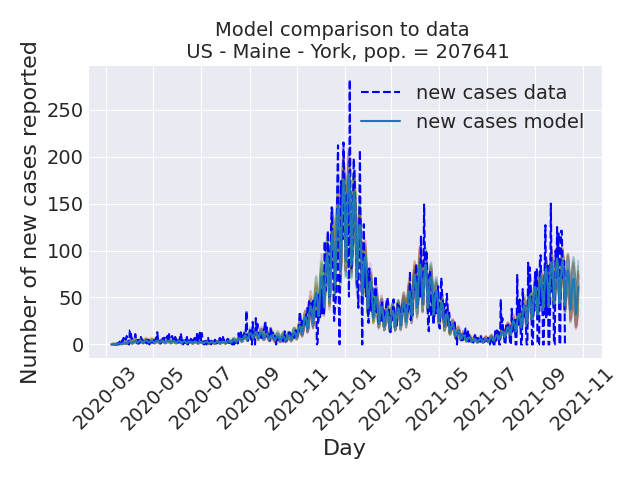 Model comparison to data
US - Maine - York, pop. = 207641
Number of new cases reported
250
200
150
100
50
0
new cases data
new cases model
2020-03
2020-05
2020-07
2020-09
2020-11
2021-01
2021-03
2021-05
2021-07
2021-09
2021-11
Day